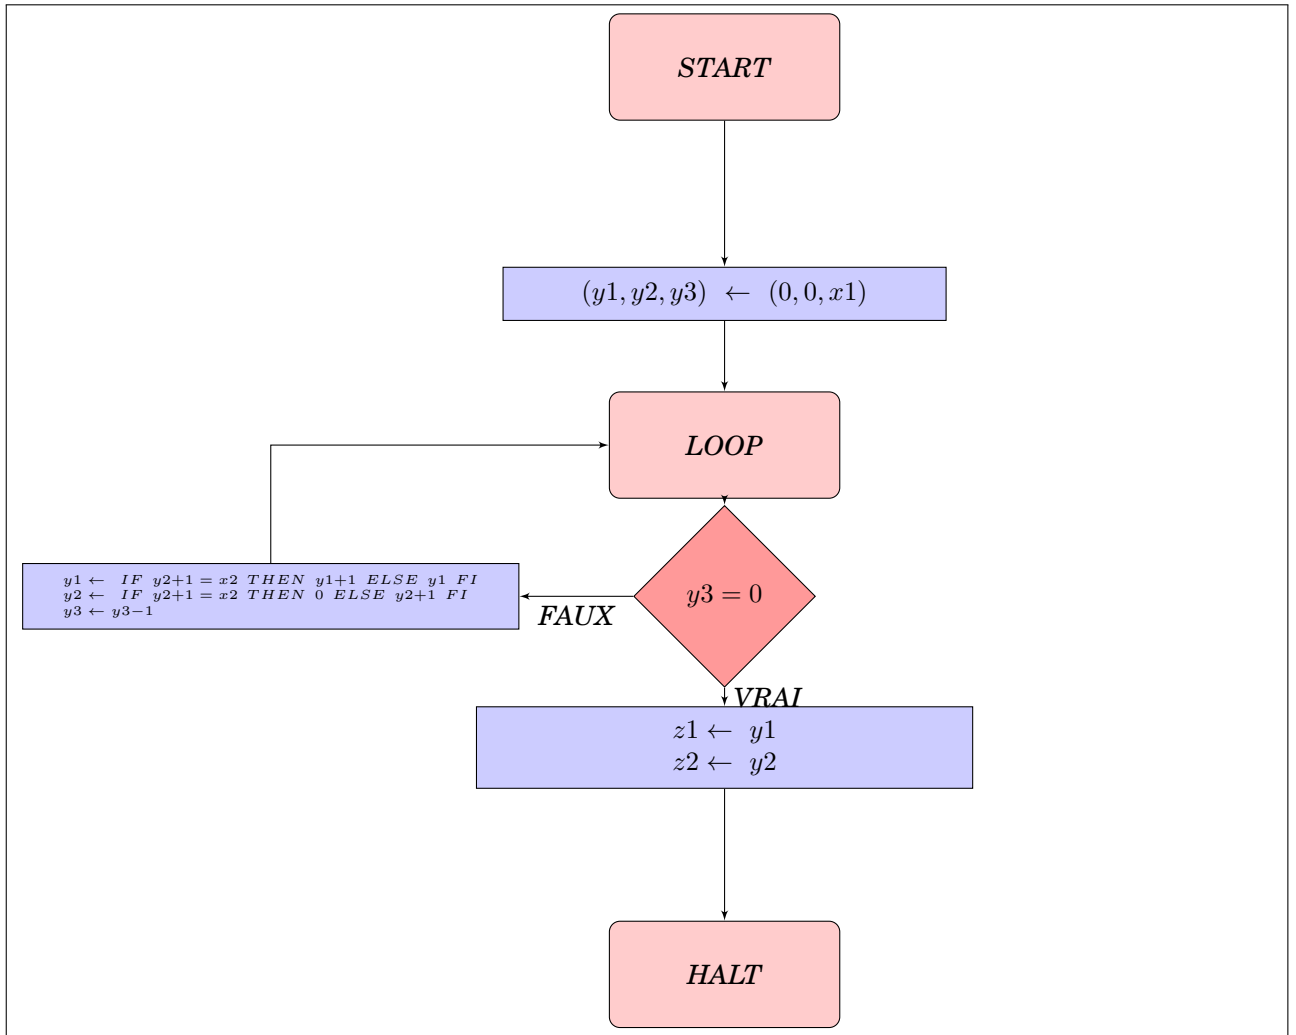 START
(y1, y2, y3) ← (0, 0, x1)
LOOP
y1 ← IF y2+1 = x2 THEN y1+1 ELSE y1 FI
y2 ← IF y2+1 = x2 THEN 0 ELSE y2+1 FI
y3 ← y3−1
y3 = 0
FAUX
VRAI
z1 ← y1
z2 ← y2
HALT